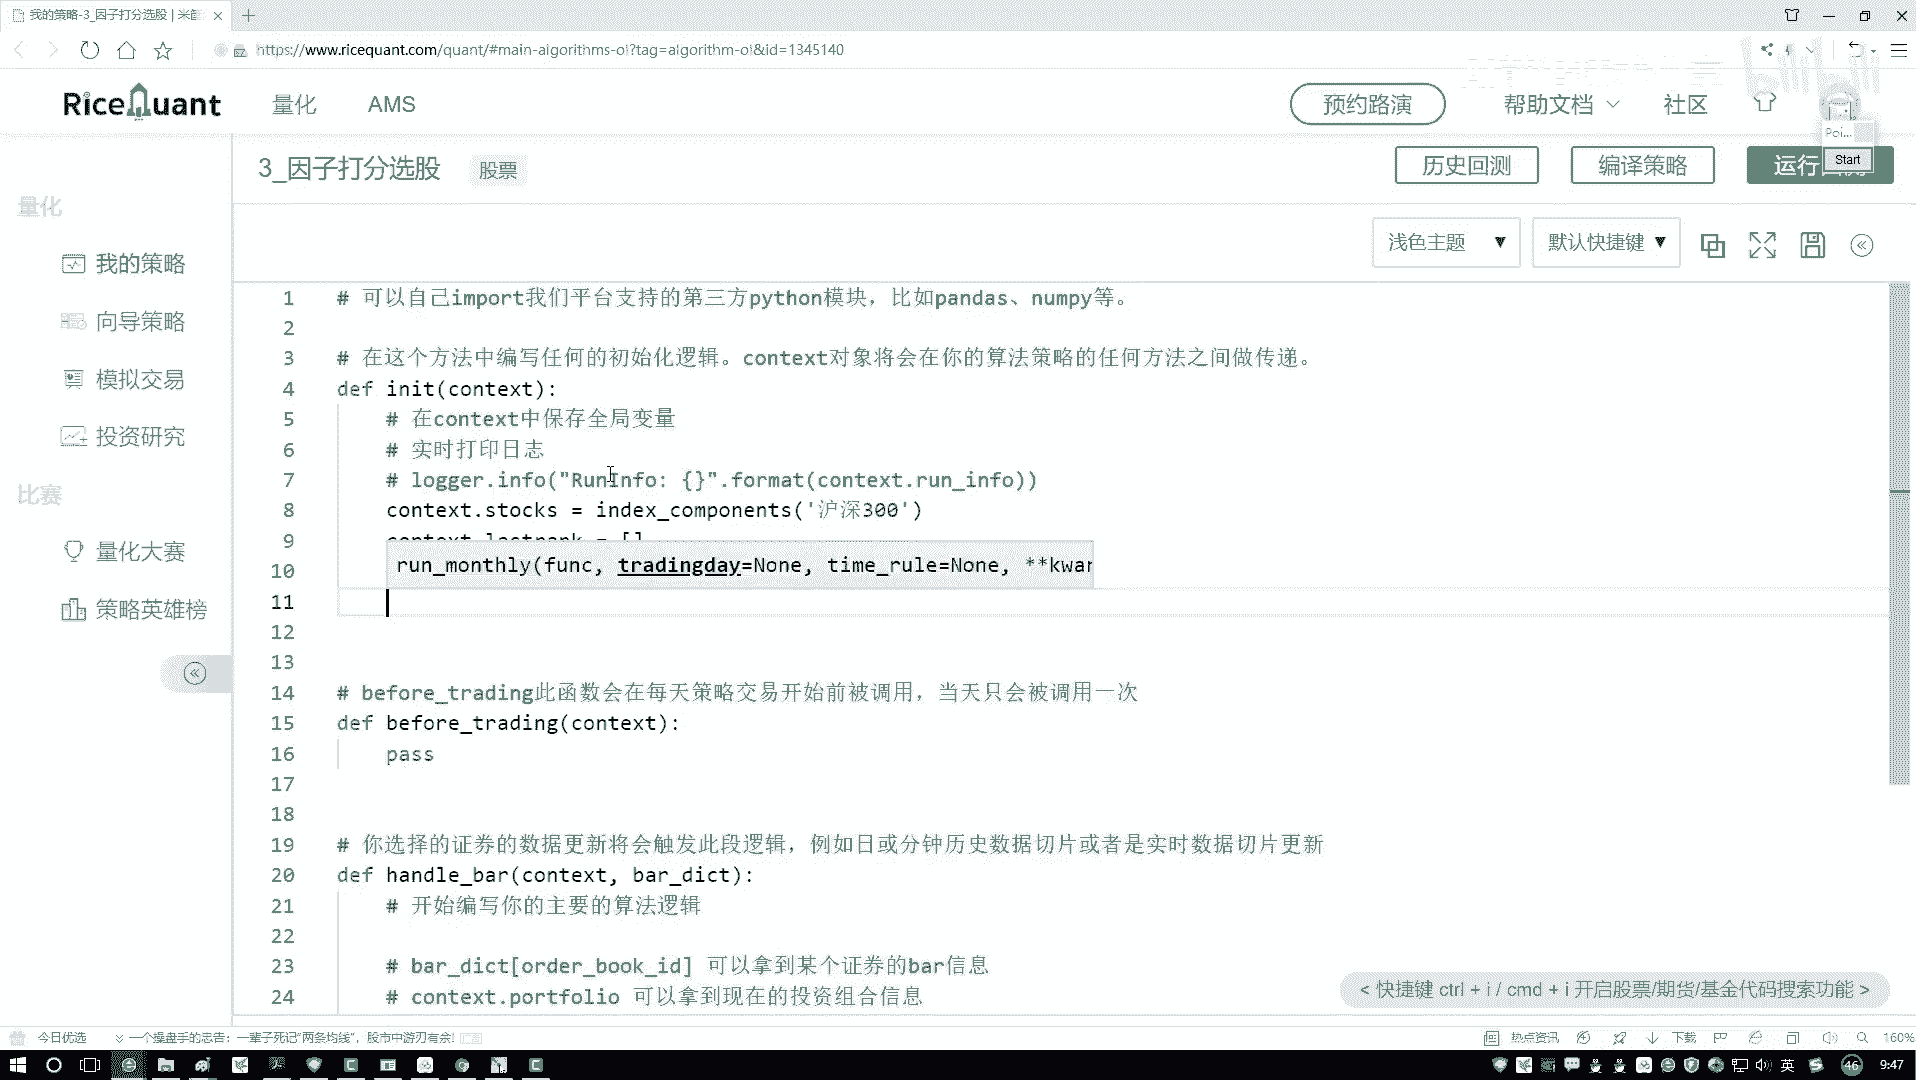 我的策略-3_因子打分选股 | 米
https://www.ricequant.com/quant/#main-algorithms-ol?tag=algorithm-ol&id=1345140
RiceQuant
量化
AMS
预约路演
帮助文档
社区
Poi...
Start
3_因子打分选股
股票
历史回测
编译策略
运行
量化
我的策略
向导策略
模拟交易
投资研究
比赛
量化大赛
策略英雄榜
浅色主题
默认快捷键
1 # 可以自己import我们平台支持的第三方python模块，比如pandas、numpy等。
2
3 # 在这个方法中编写任何的初始化逻辑。context对象将会在你的算法策略的任何方法之间做传递。
4 def init(context):
5 # 在context中保存全局变量
6 # 实时打印日志
7 # logger.info("RunInfo: {}".format(context.run_info))
8 context.stocks = index_components('沪深300')
9
run_monthly(func, tradingday=None, time_rule=None, **kwar
10
11
12
13
14 # before_trading此函数会在每天策略交易开始前被调用，当天只会被调用一次
15 def before_trading(context):
16 pass
17
18
19 # 你选择的证券的数据更新将会触发此段逻辑，例如日或分钟历史数据切片或者是实时数据切片更新
20 def handle_bar(context, bar_dict):
21 # 开始编写你的主要的算法逻辑
22
23 # bar_dict[order_book_id] 可以拿到某个证券的bar信息
24 # context.portfolio 可以拿到现在的投资组合信息
< 快捷键 ctrl + i / cmd + i 开启股票/期货/基金代码搜索功能 >
今日优选
一个操盘手的忠告：一辈子死记"两条均线"，股市中游刃有余!
热点资讯
下载
160%
英
46
9:47